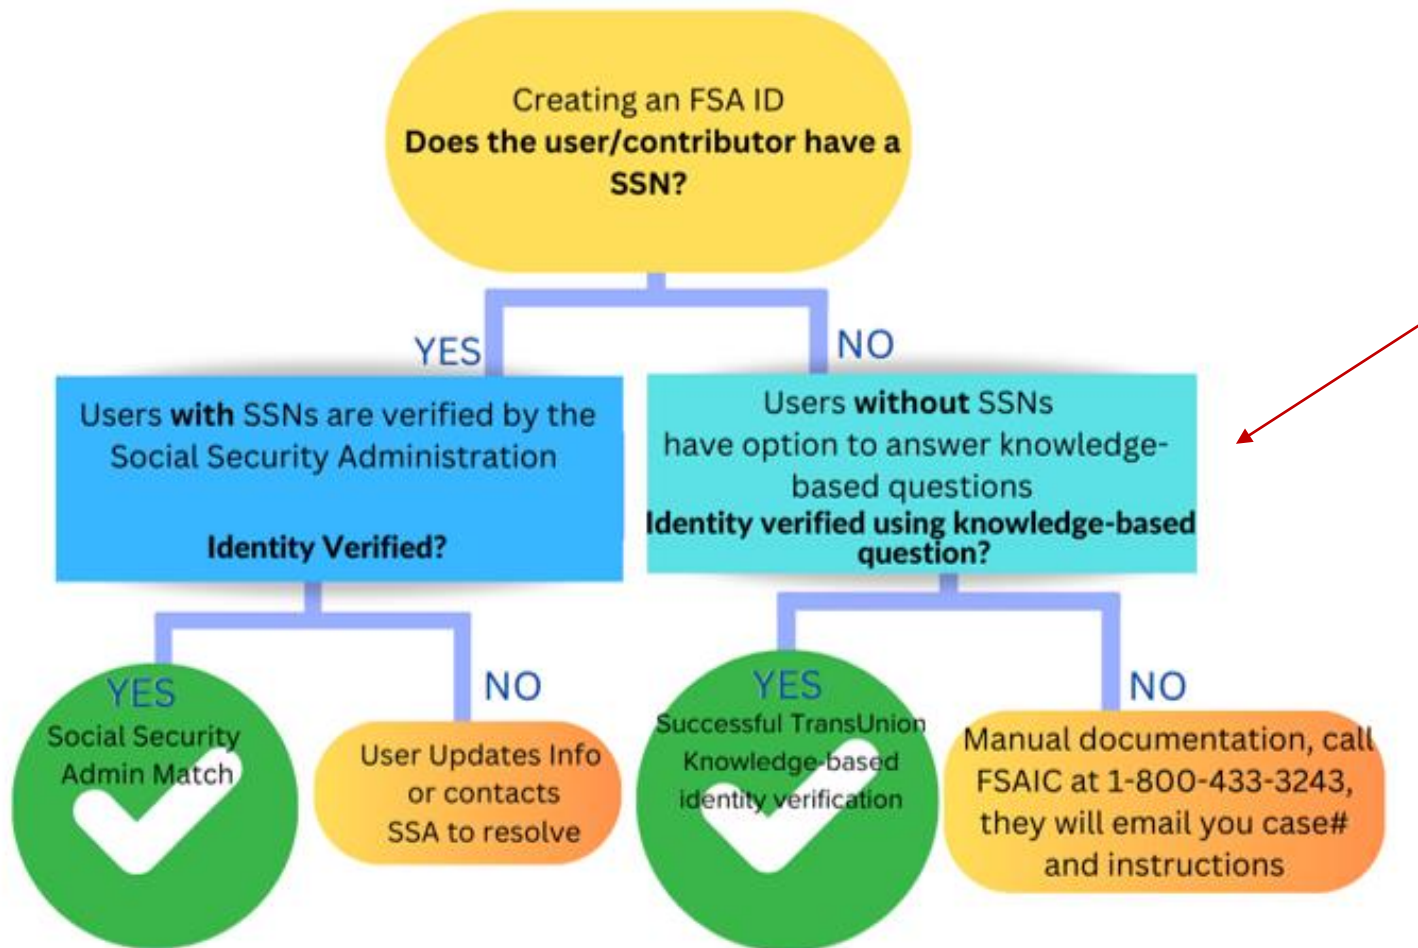 Creating an FSA ID
Does the user/contributor have a
SSN?
YES
NO
Users with SSNs are verified by the
Social Security Administration
Identity Verified?
Users without SSNs
have option to answer knowledge-
based questions
Identity verified using knowledge-based
question?
YES
Social Security
Admin Match
NO
User Updates Info
or contacts
SSA to resolve
YES
Successful TransUnion
Knowledge-based
identity verification
NO
Manual documentation, call
FSAIC at 1-800-433-3243,
they will email you case#
and instructions